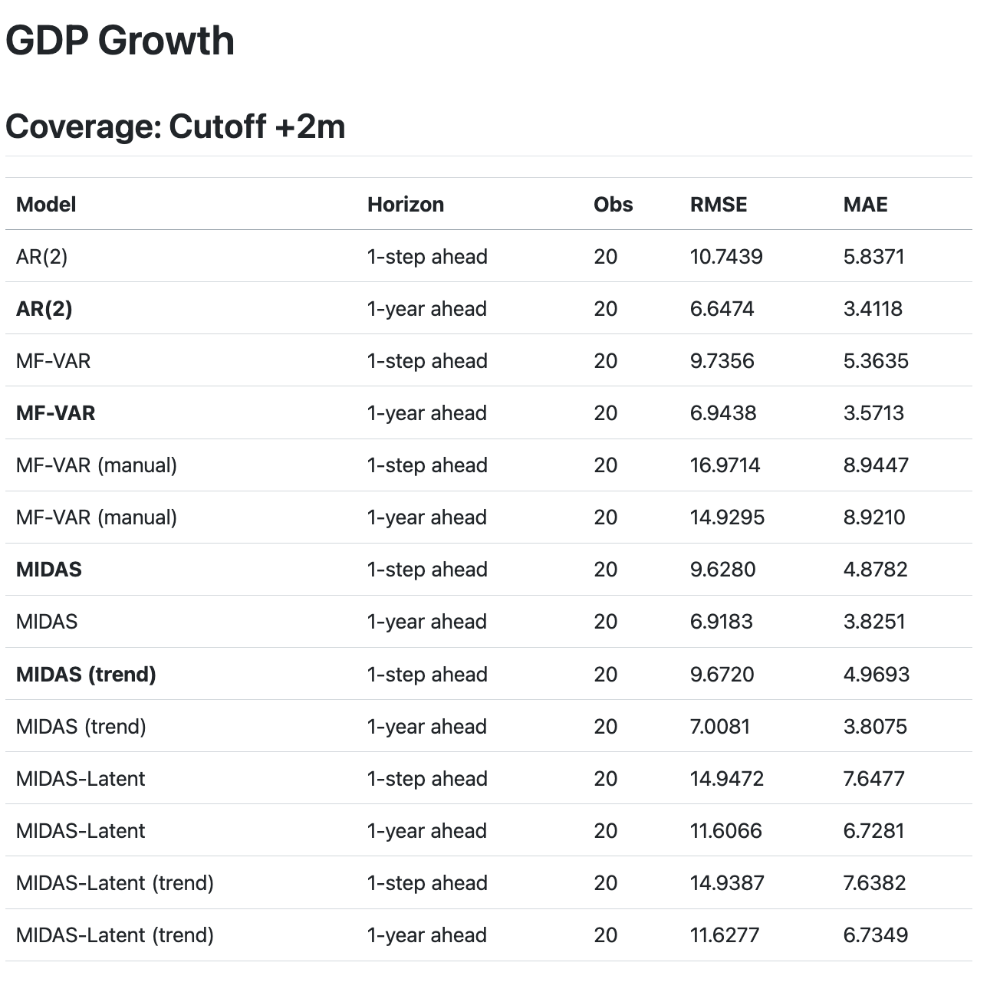 GDP Growth
Coverage: Cutoff +2m
Model Horizon Obs RMSE MAE
AR(2) 1-step ahead 20 10.7439 5.8371
AR(2) 1-year ahead 20 6.6474 3.4118
MF-VAR 1-step ahead 20 9.7356 5.3635
MF-VAR 1-year ahead 20 6.9438 3.5713
MF-VAR (manual) 1-step ahead 20 16.9714 8.9447
MF-VAR (manual) 1-year ahead 20 14.9295 8.9210
MIDAS 1-step ahead 20 9.6280 4.8782
MIDAS 1-year ahead 20 6.9183 3.8251
MIDAS (trend) 1-step ahead 20 9.6720 4.9693
MIDAS (trend) 1-year ahead 20 7.0081 3.8075
MIDAS-Latent 1-step ahead 20 14.9472 7.6477
MIDAS-Latent 1-year ahead 20 11.6066 6.7281
MIDAS-Latent (trend) 1-step ahead 20 14.9387 7.6382
MIDAS-Latent (trend) 1-year ahead 20 11.6277 6.7349